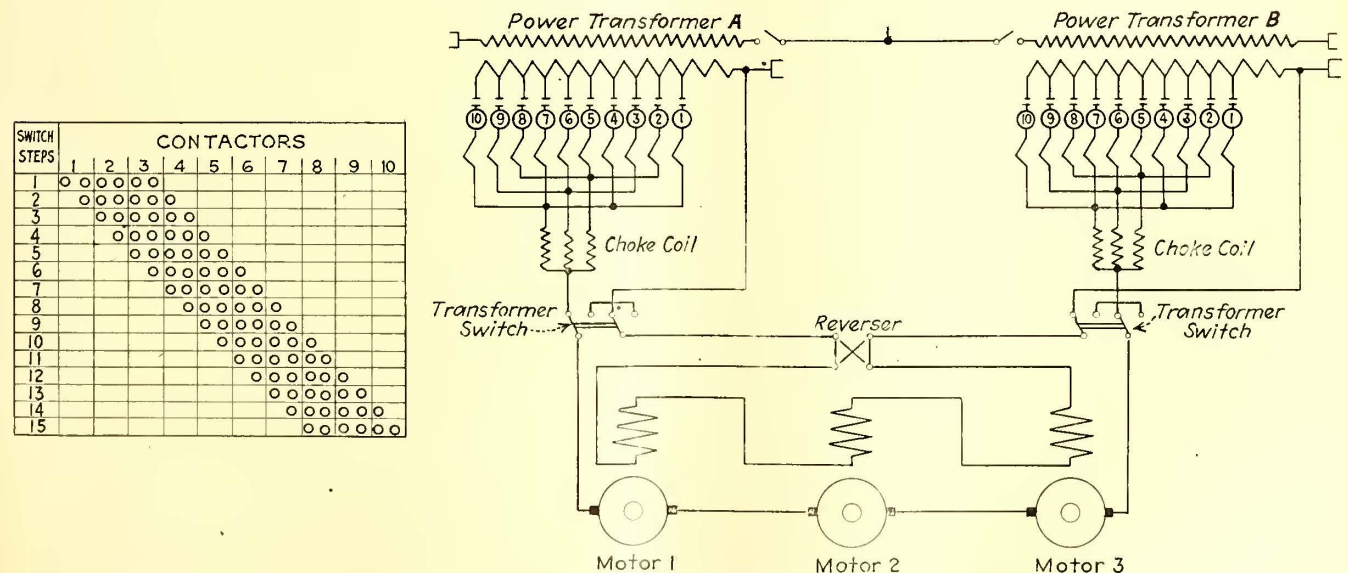 SWITCH STEPS
CONTACTORS
1 2 3 4 5 6 7 8 9 10
1
2
3
4
5
6
7
8
9
10
11
12
13
14
15
Power Transformer A
Power Transformer B
10 9 8 7 6 5 4 3 2 1
10 9 8 7 6 5 4 3 2 1
Choke Coil
Choke Coil
Transformer
Switch
Reverser
Transformer
Switch
Motor 1
Motor 2
Motor 3